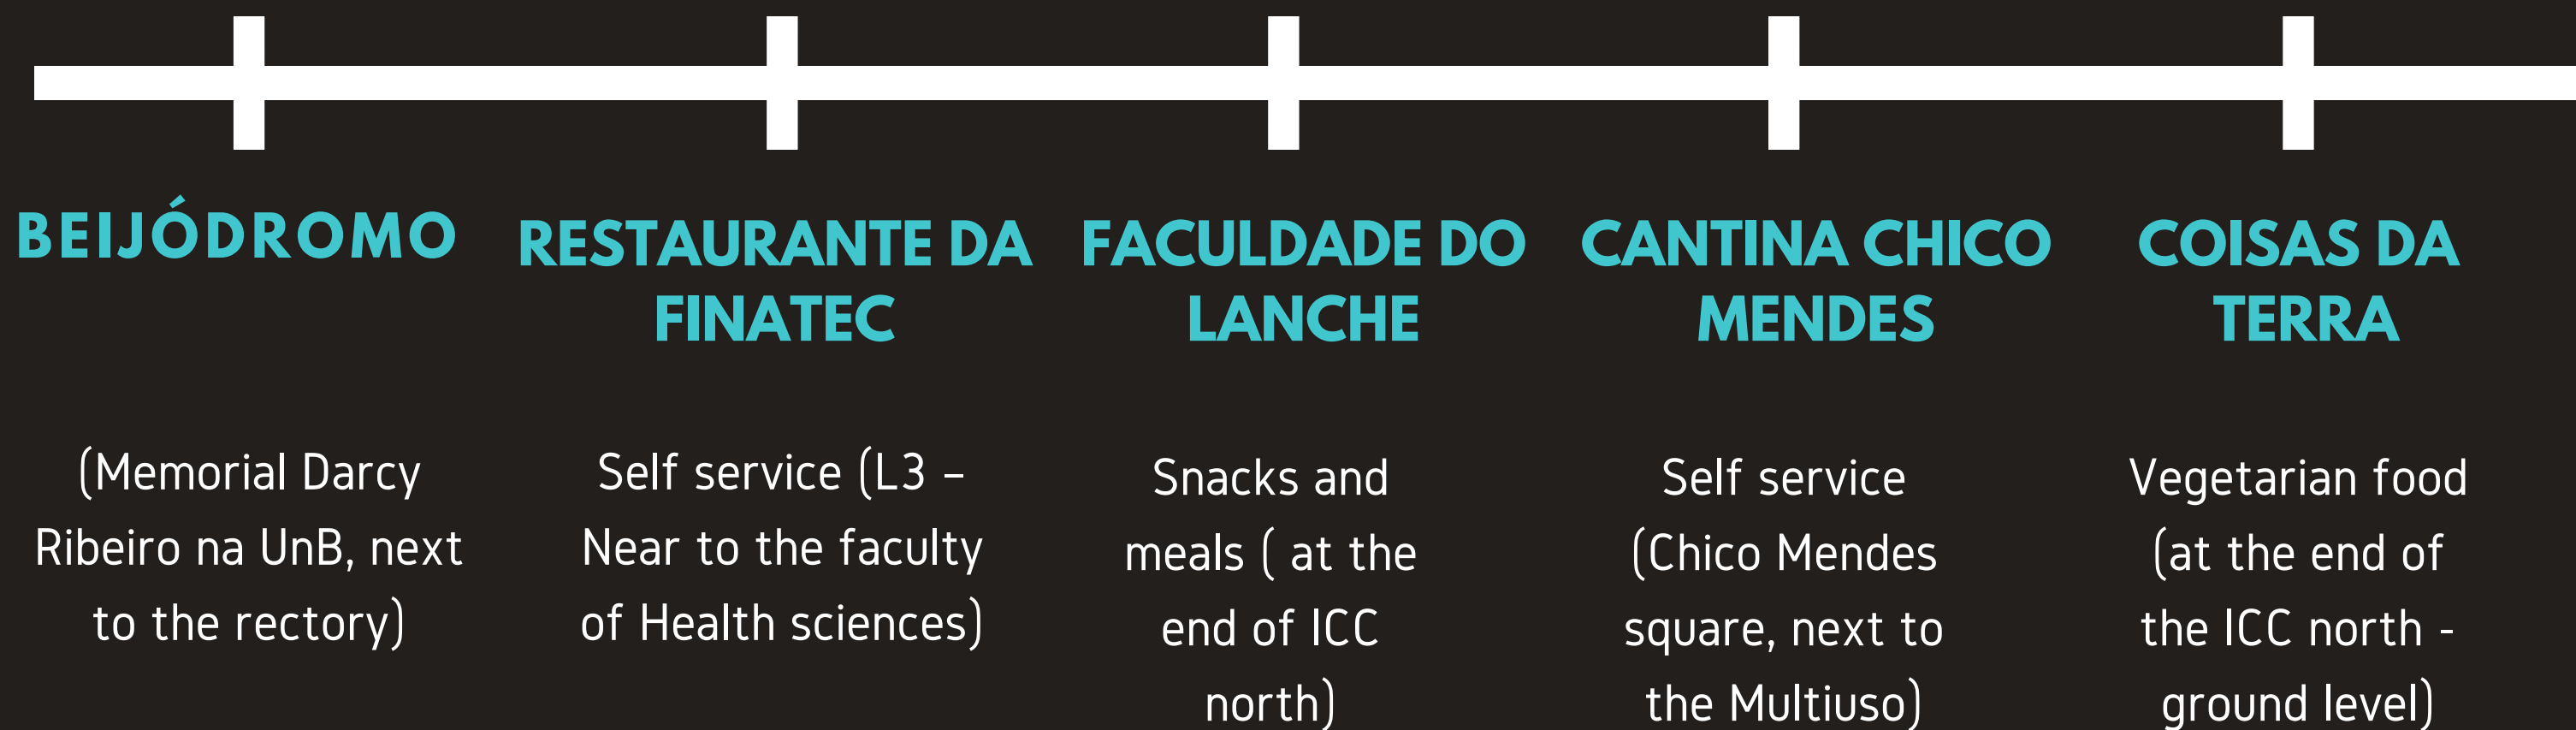 BEIJÓDROMO
(Memorial Darcy
Ribeiro na UnB, next
to the rectory)
RESTAURANTE DA
FINATEC
Self service (L3 –
Near to the faculty
of Health sciences)
FACULDADE DO
LANCHE
Snacks and
meals ( at the
end of ICC
north)
CANTINA CHICO
MENDES
Self service
(Chico Mendes
square, next to
the Multiuso)
COISAS DA
TERRA
Vegetarian food
(at the end of
the ICC north -
ground level)